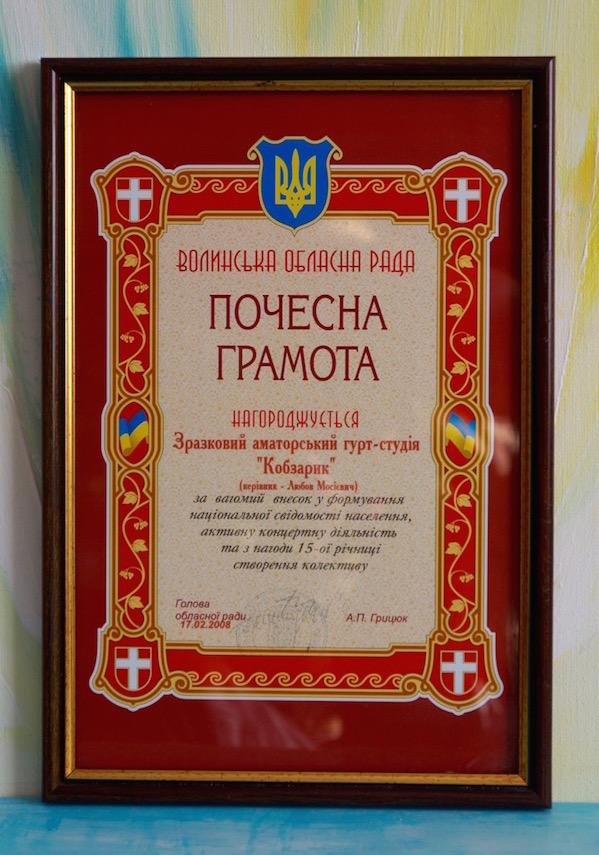 ВОЛИНСЬКА ОБЛАСНА РАДА
ПОЧЕСНА
ГРАМОТА
НАГОРОДЖУЄТЬСЯ
Зразковий аматорський гурт-студія
"Кобзарик"
(керівник - Любов Мосієвич)
за вагомий внесок у формування
національної свідомості населення,
активну концертну діяльність
та з нагоди 15-ої річниці
створення колективу
Голова
обласної ради А.П. Грицюк
17.02.2008